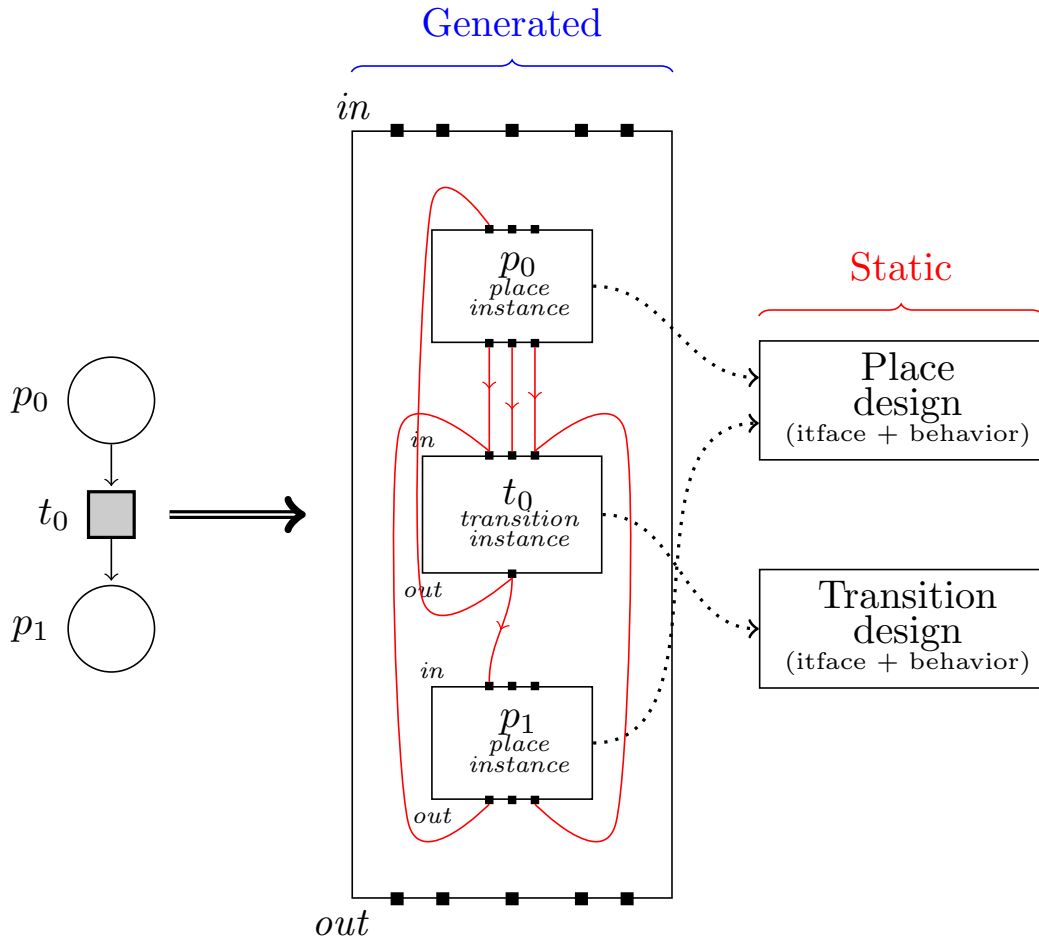 Generated
in
p0
place
instance
Static
Place
design
(itface + behavior)
p0
in
t0
t0
transition
instance
out
Transition
design
(itface + behavior)
p1
in
p1
place
instance
out
out